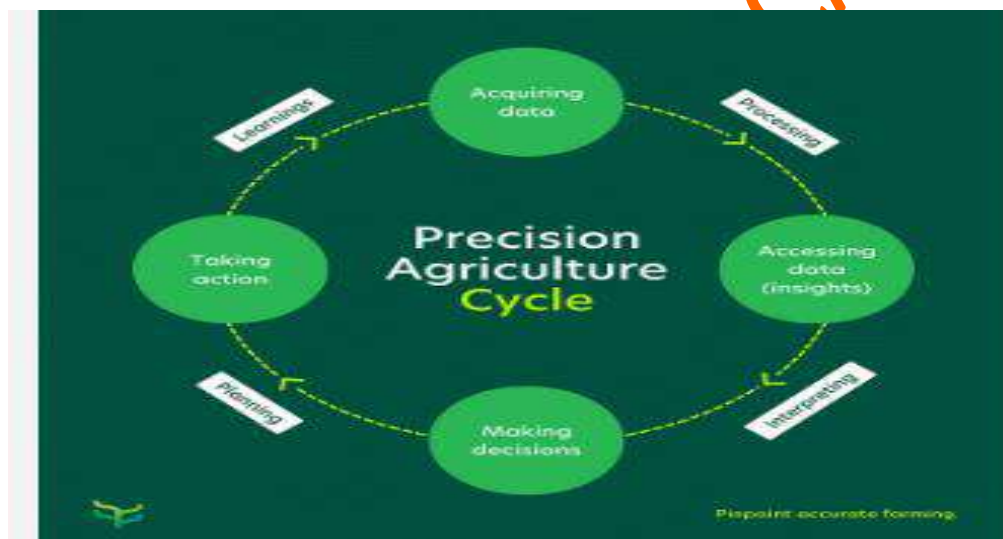 Acquiring
data
Processing
Accessing
data
(insights)
Interpreting
Making
decisions
Planning
Taking
action
Learnings
Precision
Agriculture
Cycle
Pinpoint accurate farming.